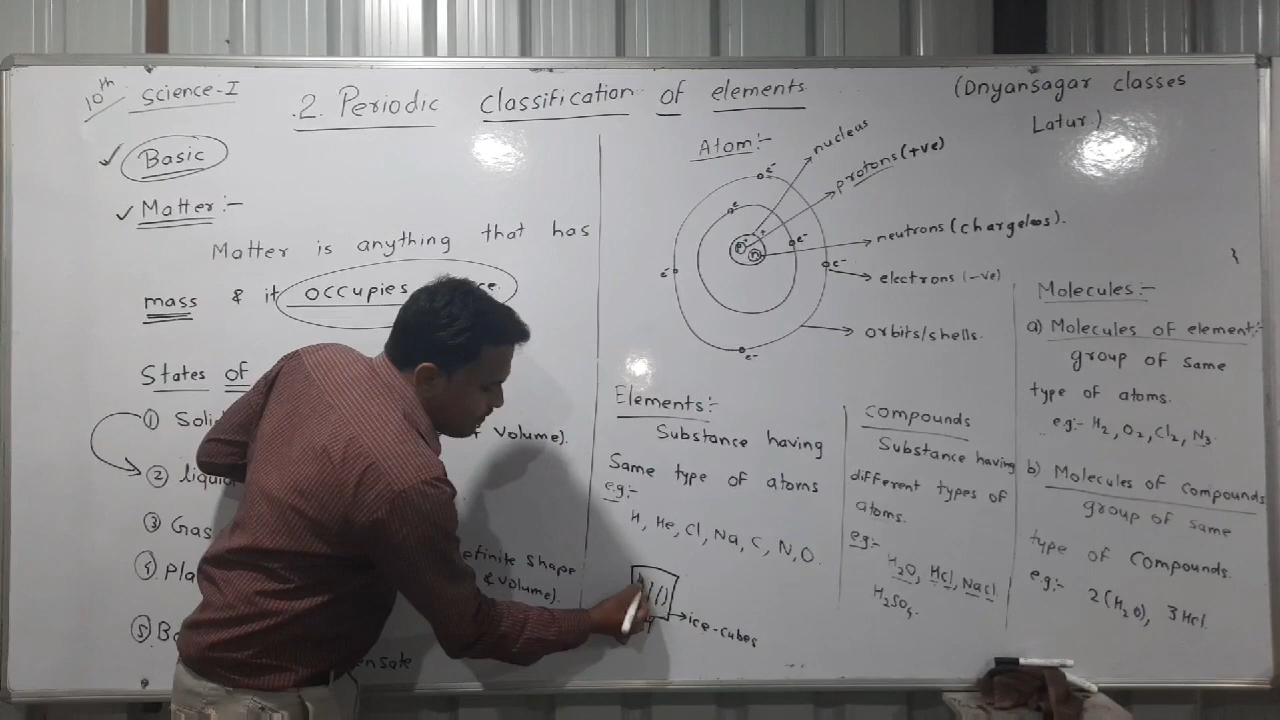 10th Science-I
2. Periodic classification of elements
(Dnyansagar classes
Latur.)
Basic
Matter:-
Matter is anything that has
mass & it occupies
States of
① Soli
volume).
② liqui
③ Gas
④ Pla
efinite shape
& volume).
⑤ B
ensate
Atom:-
nucleus
protons (+ve)
neutrons (chargeless).
electrons (-ve)
orbits/shells.
e-
e
e-
e-
e-
e-
P
n
Elements:-
Substance having
Same type of atoms
e.g:-
H, He, Cl, Na, C, N, O.
ice-cubes
Compounds
Substance having
different types of
atoms.
eg:-
H2O, HCl, NaCl.
H2SO4.
Molecules:-
a) Molecules of element:-
group of same
type of atoms.
eg:- H2, O2, Cl2, N3.
b) Molecules of compounds
group of same
type of compounds.
e.g:-
2(H2O), 3HCl.